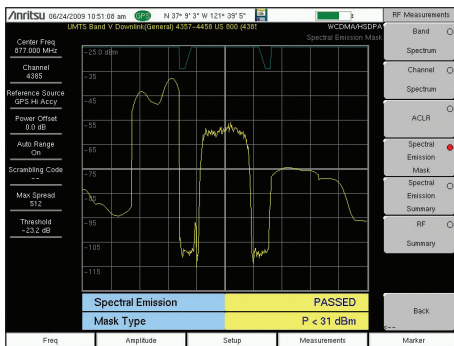 Anritsu 06/24/2009 10:51:08 am GPS N 37° 9' 3" W 121° 39' 5"
RF Measurements
UMTS Band V Downlink(General) 4357-4458 US 800 (4381
WCDMA/HSDPA
Spectral Emission Mask
Center Freq
877.000 MHz
Channel
4385
Reference Source
GPS Hi Accy
Power Offset
0.0 dB
Auto Range
On
Scrambling Code
--
Max Spread
512
Threshold
-23.2 dB
-25.0 dBm
-35
-45
-55
-65
-75
-85
-95
-105
-115
Band
Spectrum
Channel
Spectrum
ACLR
Spectral
Emission
Mask
Spectral
Emission
Summary
RF
Summary
Back
<--
Spectral Emission PASSED
Mask Type P < 31 dBm
Freq Amplitude Setup Measurements Marker